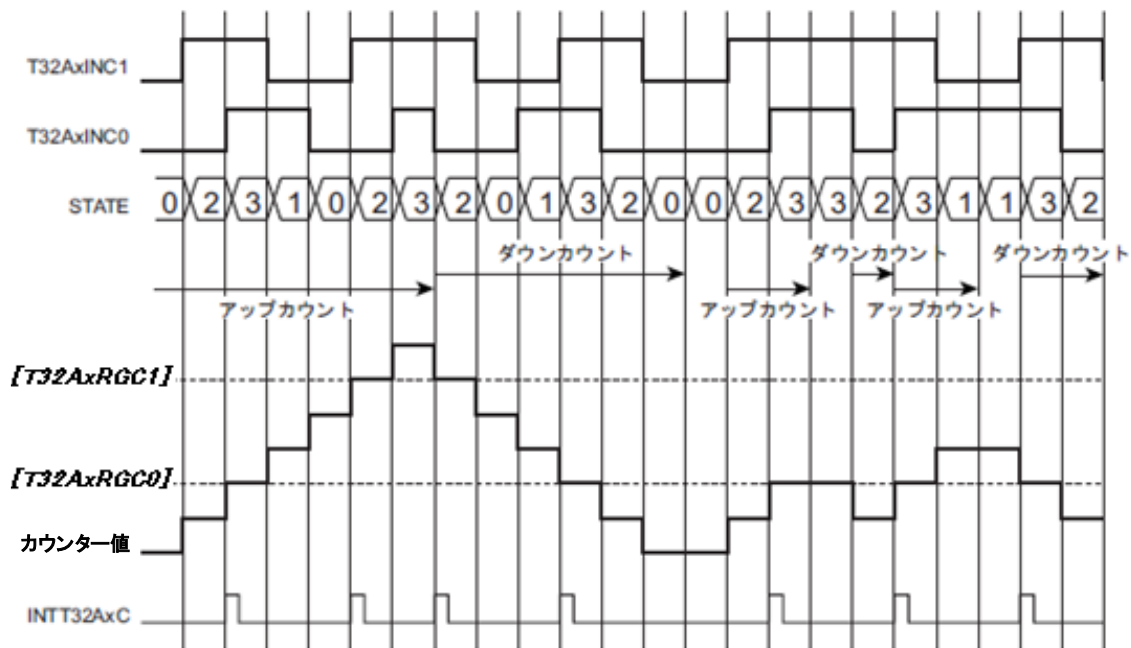 T32AxINC1
T32AxINC0
STATE 0 2 3 1 0 2 3 2 0 1 3 2 0 0 2 3 3 2 3 1 1 3 2
ダウンカウント ダウンカウント ダウンカウント
アップカウント アップカウント アップカウント
[T32AxRGC1]
[T32AxRGC0]
カウンター値
INTT32AxC